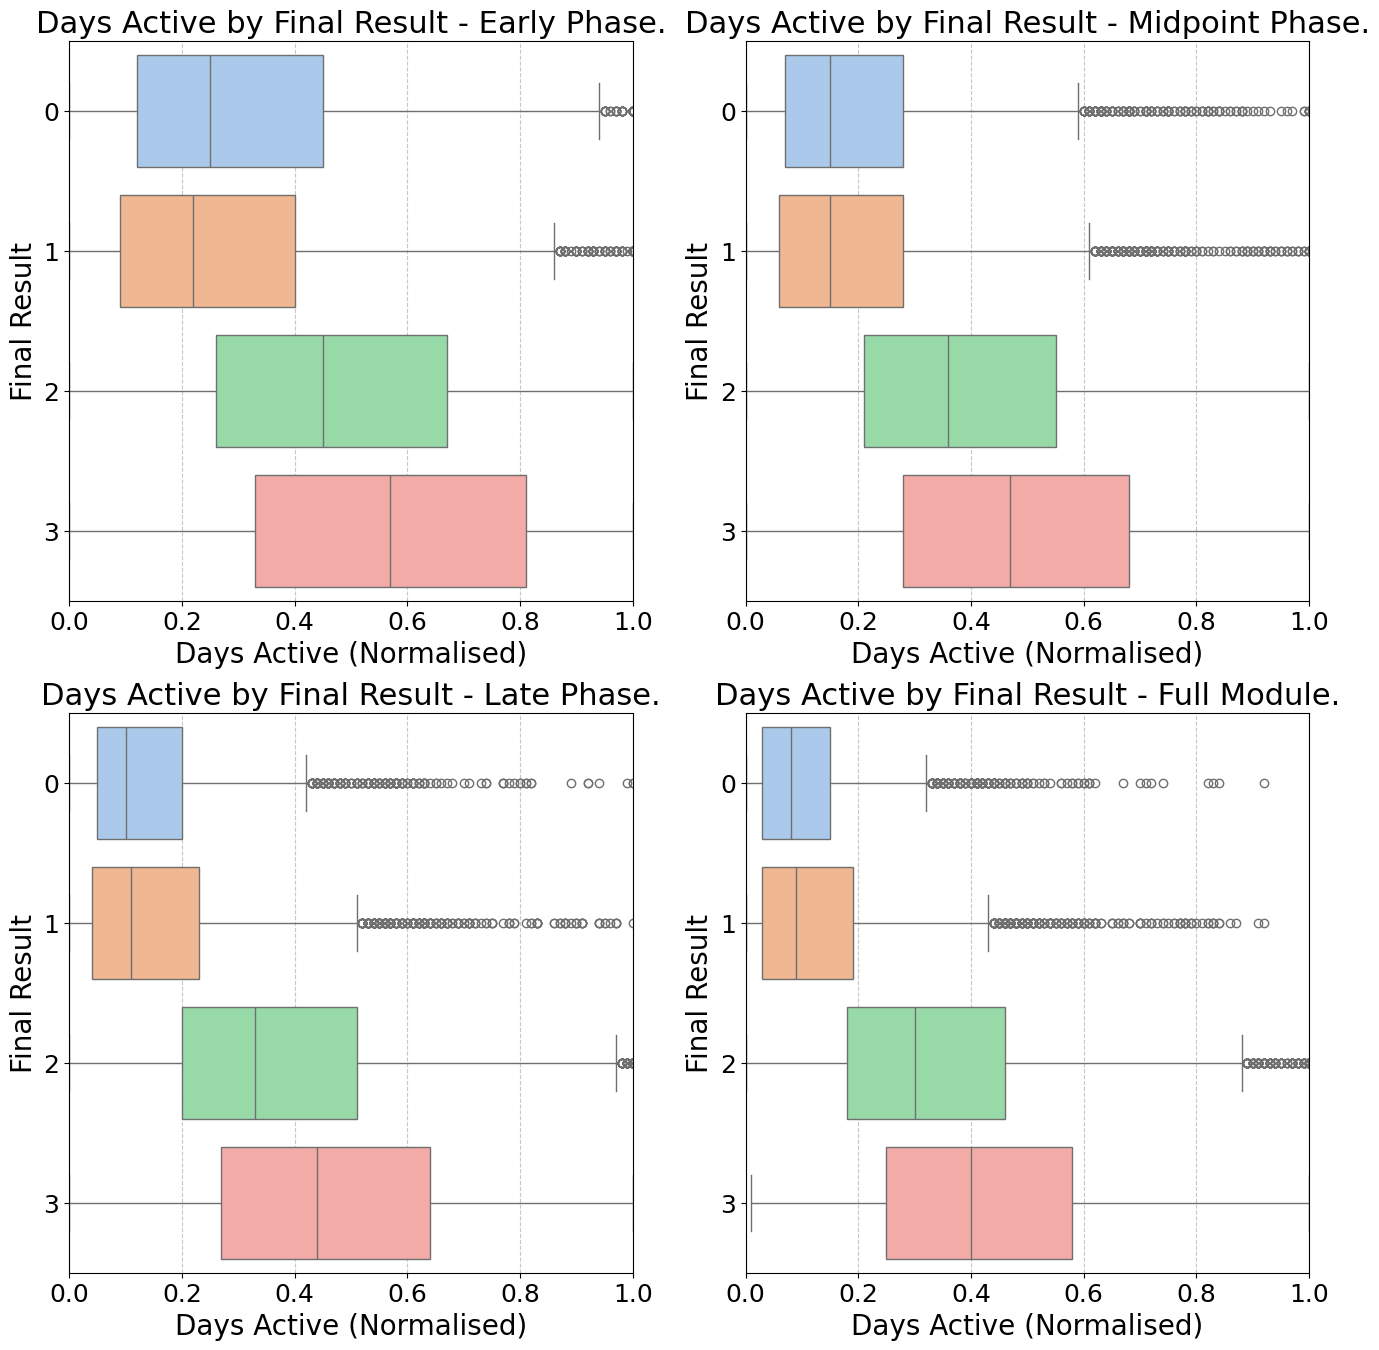 Days Active by Final Result - Early Phase.
Final Result
0
1
2
3
0.0 0.2 0.4 0.6 0.8 1.0
Days Active (Normalised)
Days Active by Final Result - Midpoint Phase.
Final Result
0
1
2
3
0.0 0.2 0.4 0.6 0.8 1.0
Days Active (Normalised)
Days Active by Final Result - Late Phase.
Final Result
0
1
2
3
0.0 0.2 0.4 0.6 0.8 1.0
Days Active (Normalised)
Days Active by Final Result - Full Module.
Final Result
0
1
2
3
0.0 0.2 0.4 0.6 0.8 1.0
Days Active (Normalised)